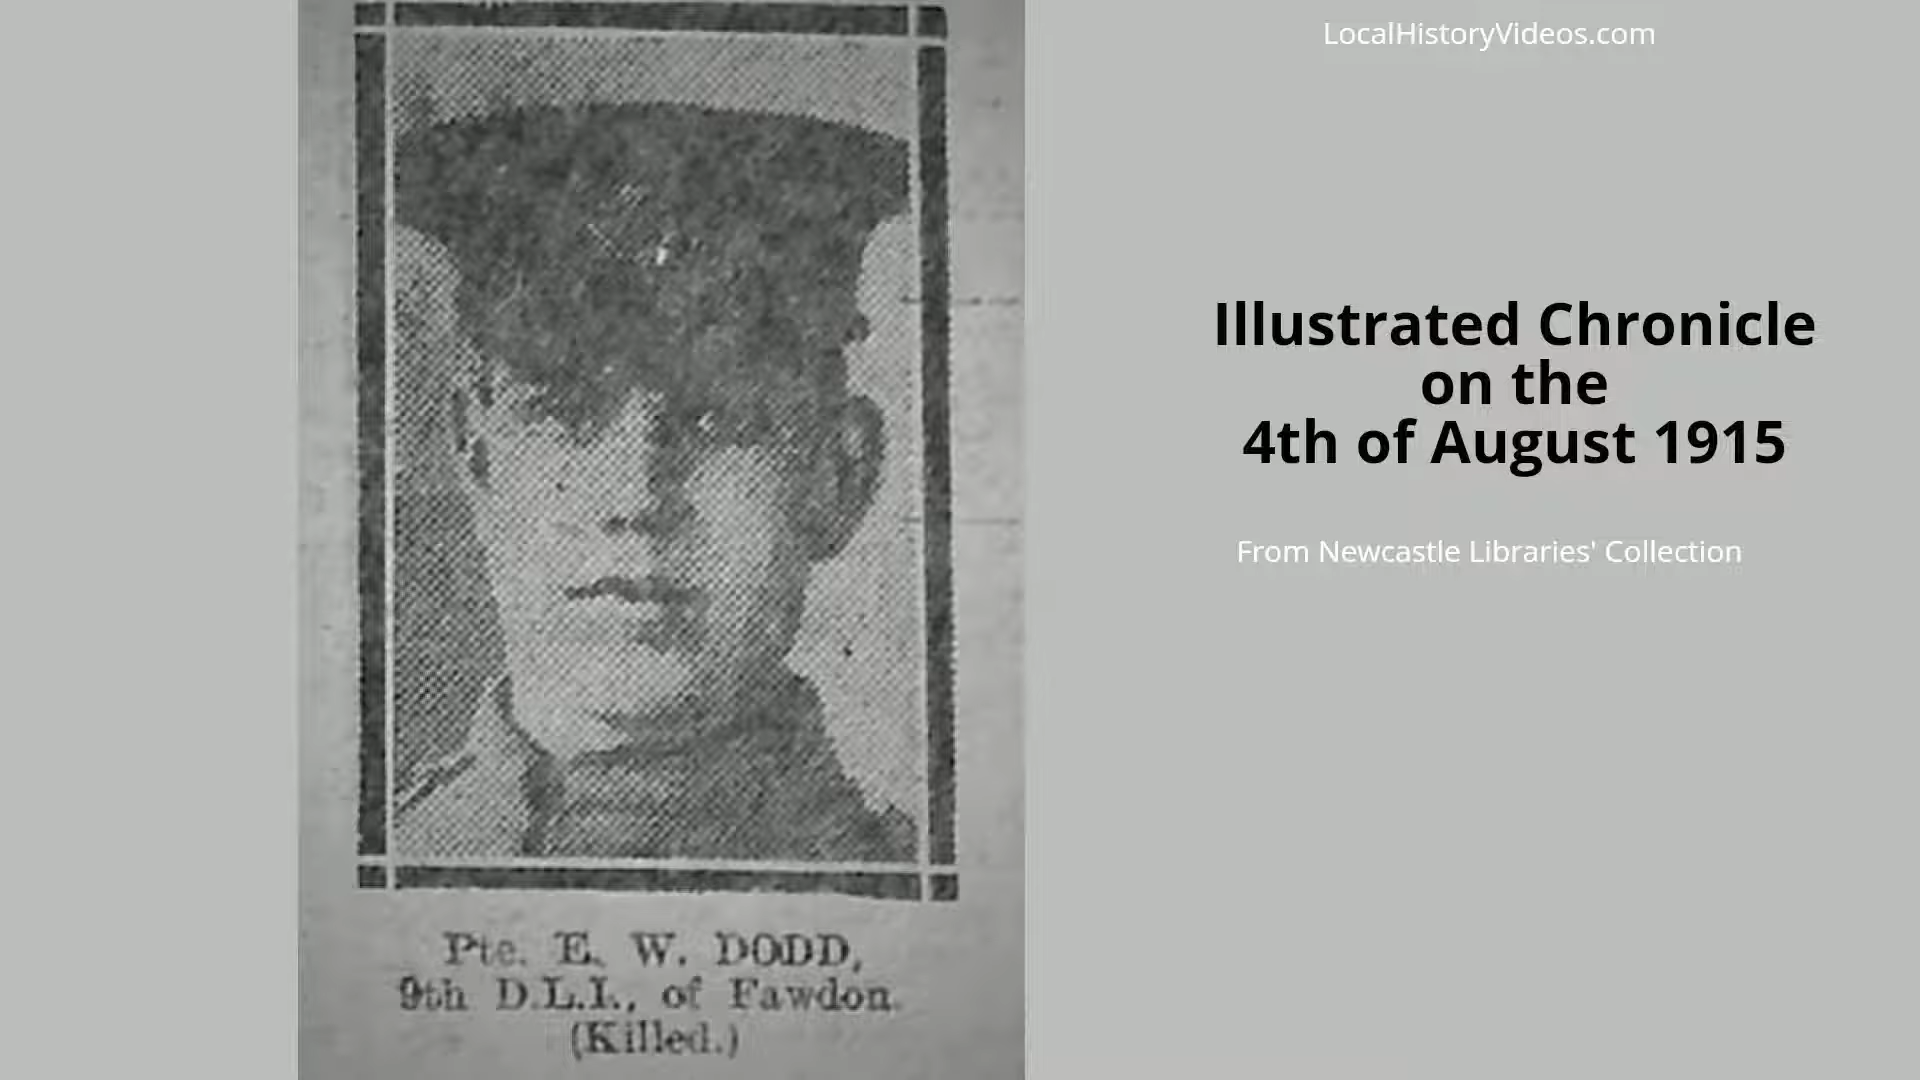 LocalHistoryVideos.com
Illustrated Chronicle
on the
4th of August 1915
From Newcastle Libraries' Collection
Pte. E. W. DODD,
9th D.L.I., of Fawdon.
(Killed.)